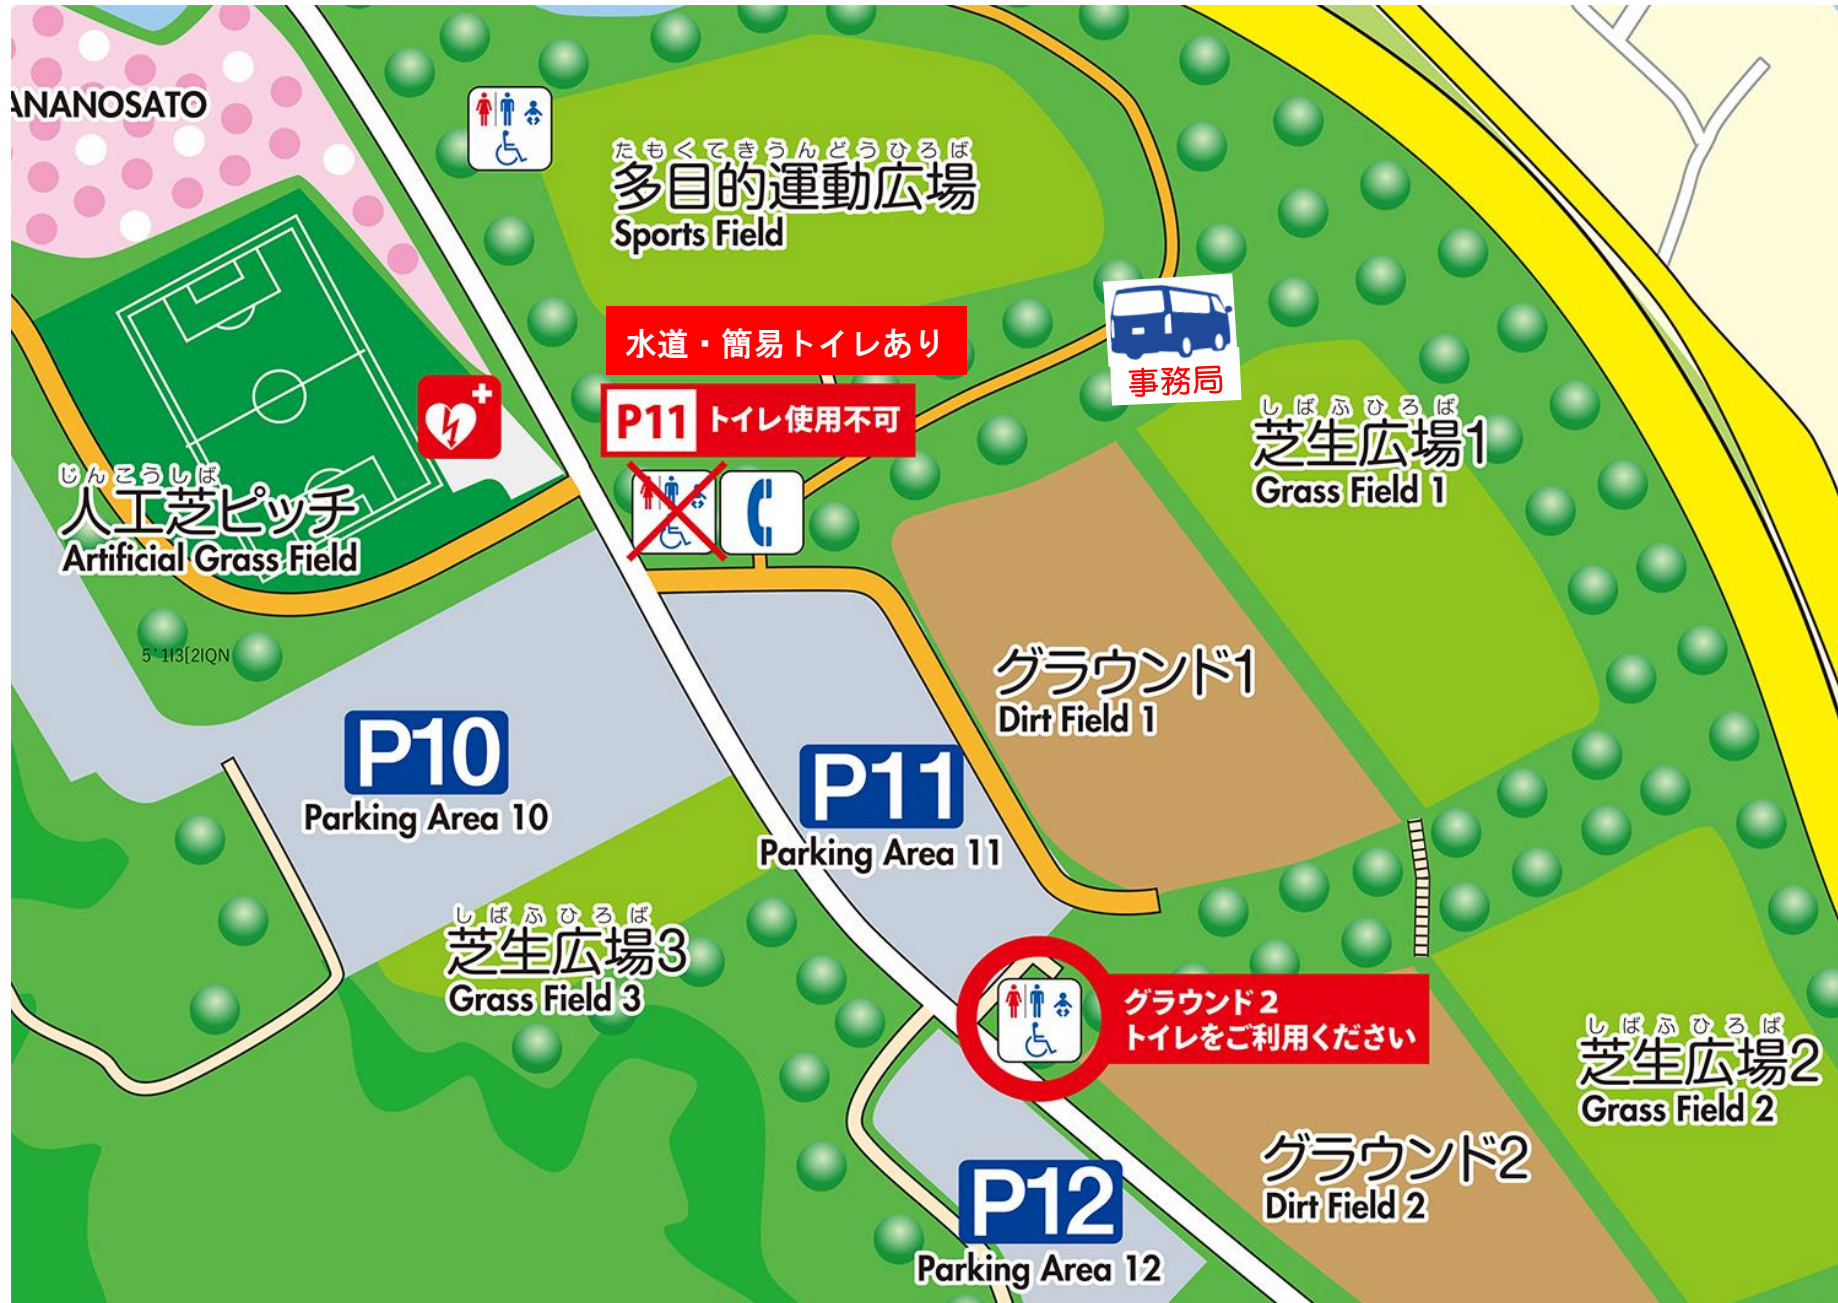 ANANOSATO
たもくてきうんどうひろば
多目的運動広場
Sports Field
水道・簡易トイレあり
P11 トイレ使用不可
事務局
しばふひろば
芝生広場1
Grass Field 1
じんこうしば
人工芝ピッチ
Artificial Grass Field
グラウンド1
Dirt Field 1
P10
Parking Area 10
P11
Parking Area 11
しばふひろば
芝生広場3
Grass Field 3
グラウンド2
トイレをご利用ください
しばふひろば
芝生広場2
Grass Field 2
グラウンド2
Dirt Field 2
P12
Parking Area 12